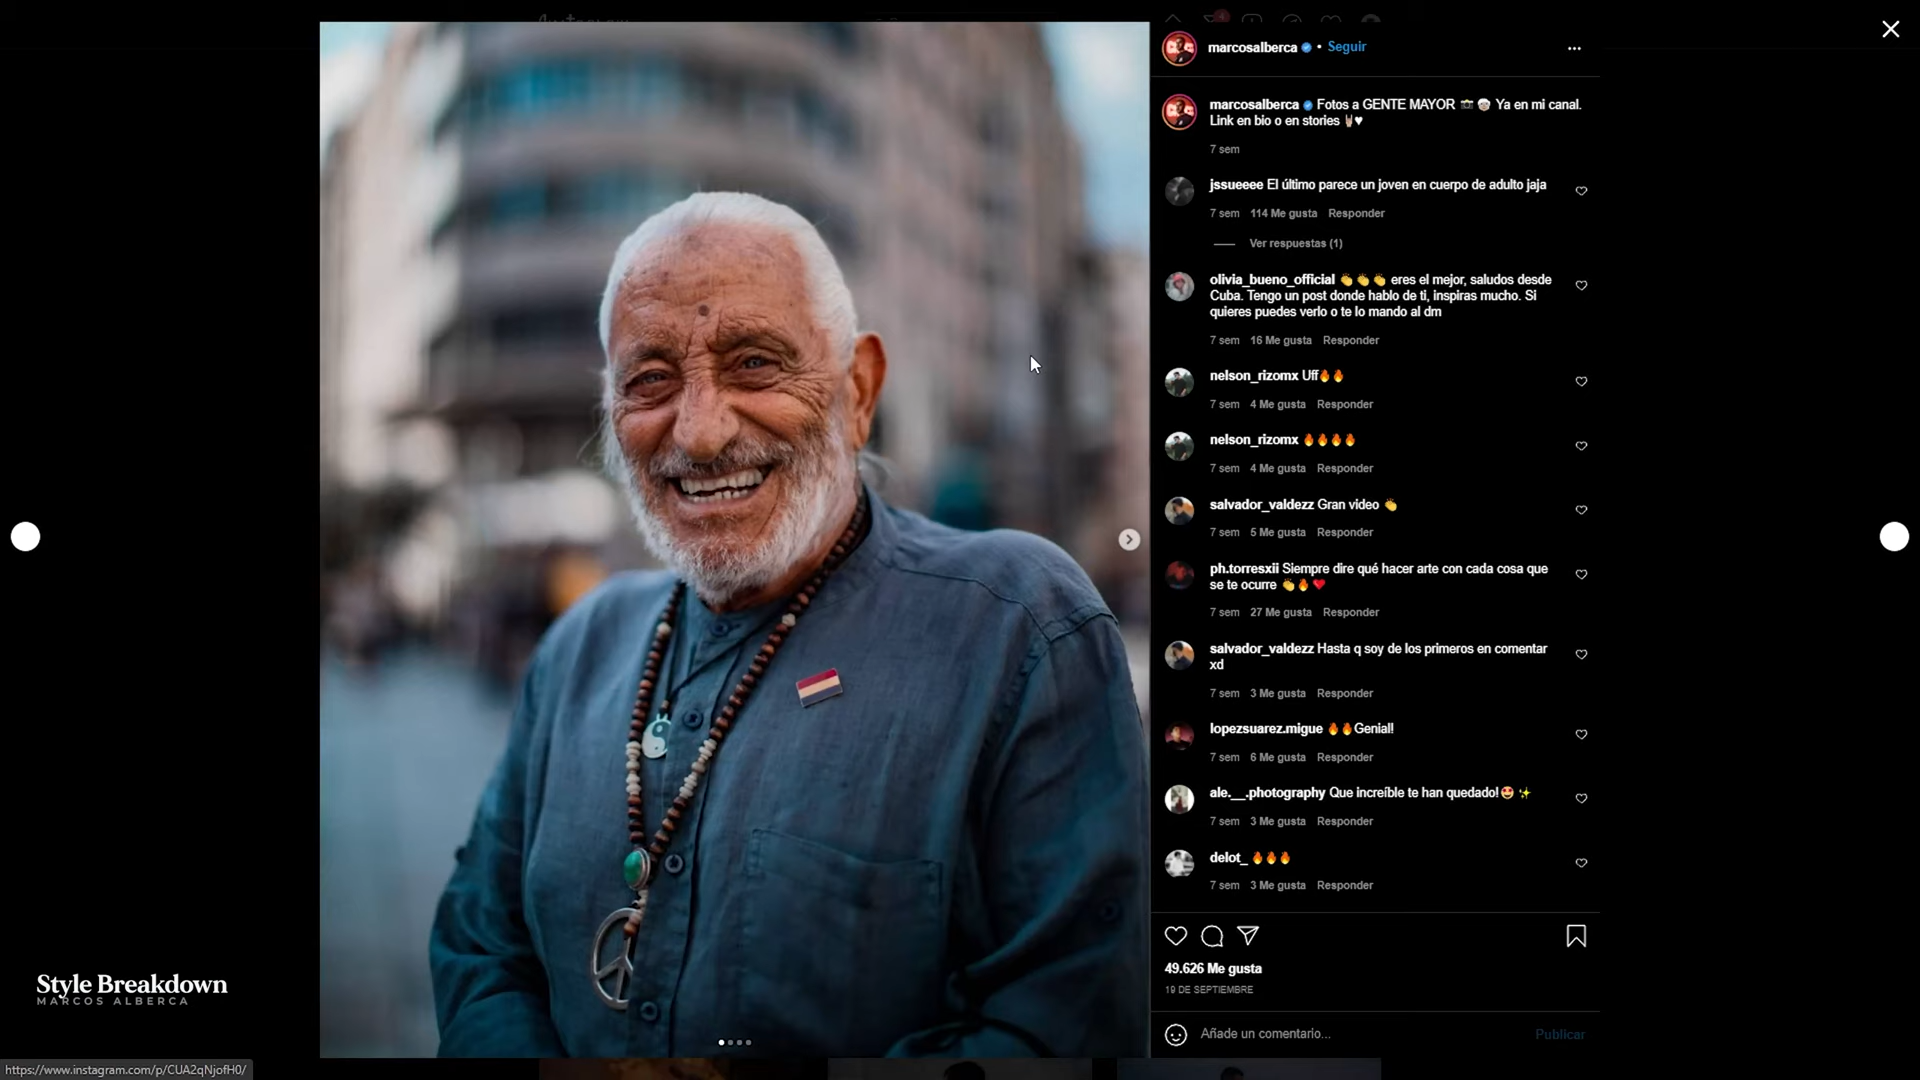 marcosalberca • Seguir
marcosalberca Fotos a GENTE MAYOR 📸 👨🏻‍🦳 Ya en mi canal.
Link en bio o en stories 🤘🏼♥
7 sem
jssueeee El último parece un joven en cuerpo de adulto jaja
7 sem 114 Me gusta Responder
Ver respuestas (1)
olivia_bueno_official 👏👏👏 eres el mejor, saludos desde
Cuba. Tengo un post donde hablo de ti, inspiras mucho. Si
quieres puedes verlo o te lo mando al dm
7 sem 16 Me gusta Responder
nelson_rizomx Uff🔥🔥
7 sem 4 Me gusta Responder
nelson_rizomx 🔥🔥🔥🔥
7 sem 4 Me gusta Responder
salvador_valdezz Gran video 👏
7 sem 5 Me gusta Responder
ph.torresxii Siempre dire qué hacer arte con cada cosa que
se te ocurre 👏🔥❤️
7 sem 27 Me gusta Responder
salvador_valdezz Hasta q soy de los primeros en comentar
xd
7 sem 3 Me gusta Responder
lopezsuarez.migue 🔥🔥Genial!
7 sem 6 Me gusta Responder
ale.__.photography Que increíble te han quedado!🤩✨
7 sem 3 Me gusta Responder
delot_ 🔥🔥🔥
7 sem 3 Me gusta Responder
49.626 Me gusta
19 DE SEPTIEMBRE
Añade un comentario... Publicar
Style Breakdown
MARCOS ALBERCA
https://www.instagram.com/p/CUA2qNjofH0/